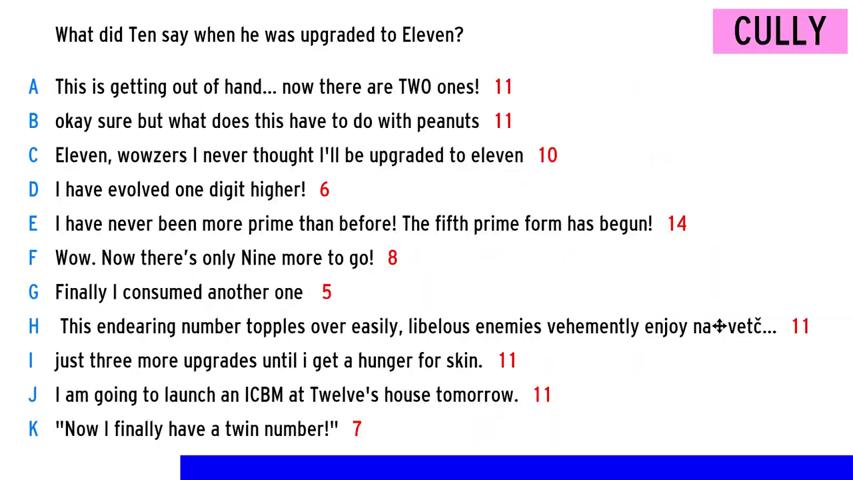 What did Ten say when he was upgraded to Eleven?
CULLY
A This is getting out of hand... now there are TWO ones! 11
B okay sure but what does this have to do with peanuts 11
C Eleven, wowzers I never thought I'll be upgraded to eleven 10
D I have evolved one digit higher! 6
E I have never been more prime than before! The fifth prime form has begun! 14
F Wow. Now there’s only Nine more to go! 8
G Finally I consumed another one 5
H This endearing number topples over easily, libelous enemies vehemently enjoy na✢vetč... 11
I just three more upgrades until i get a hunger for skin. 11
J I am going to launch an ICBM at Twelve's house tomorrow. 11
K "Now I finally have a twin number!" 7